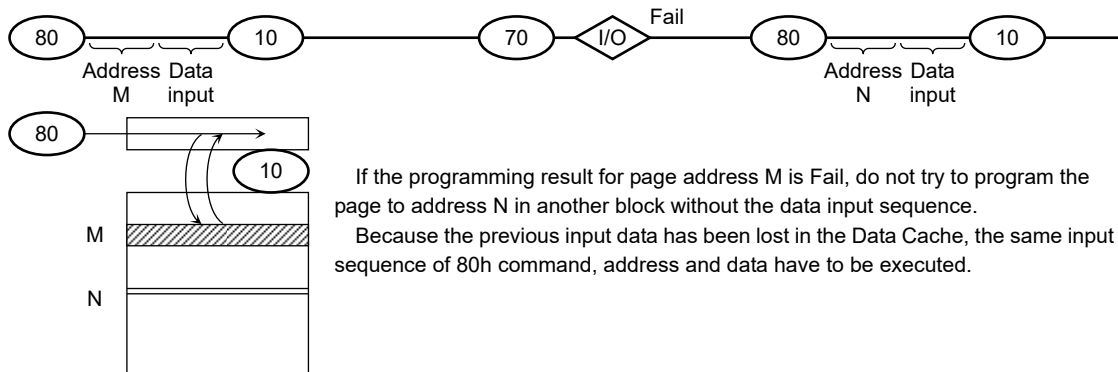 80 10 70 I/O Fail 80 10
Address Data Address Data
M input N input
80
10
If the programming result for page address M is Fail, do not try to program the
page to address N in another block without the data input sequence.
Because the previous input data has been lost in the Data Cache, the same input
sequence of 80h command, address and data have to be executed.
M
N